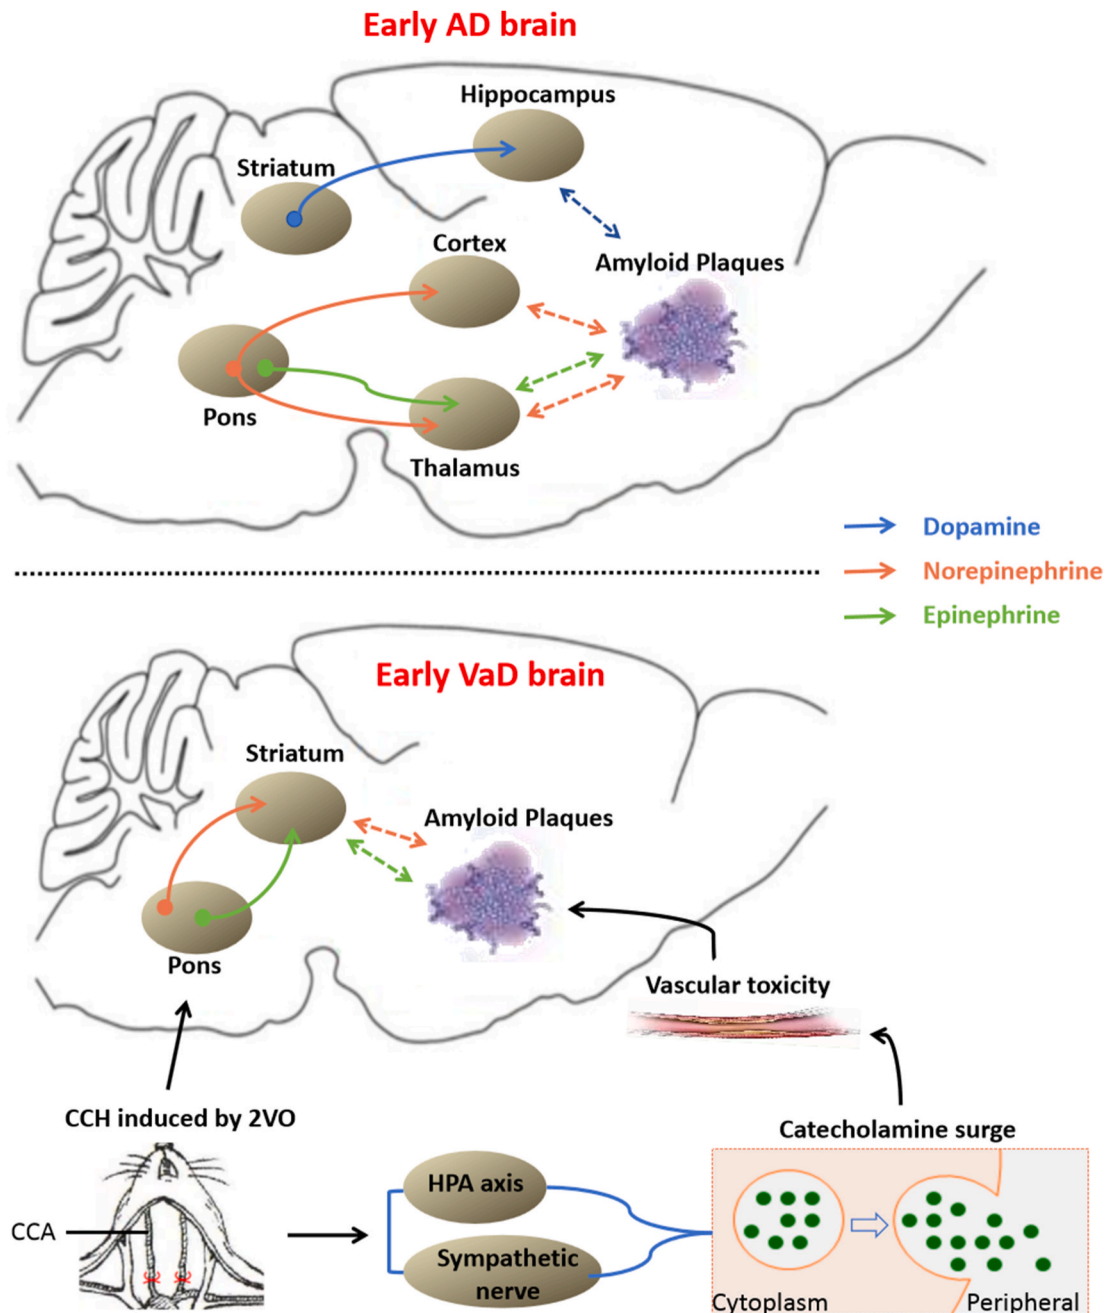 Early AD brain
Hippocampus
Striatum
Cortex
Amyloid Plaques
Pons
Thalamus
Dopamine
Norepinephrine
Epinephrine
Early VaD brain
Striatum
Amyloid Plaques
Pons
Vascular toxicity
CCH induced by 2VO
Catecholamine surge
CCA
HPA axis
Sympathetic
nerve
Cytoplasm
Peripheral